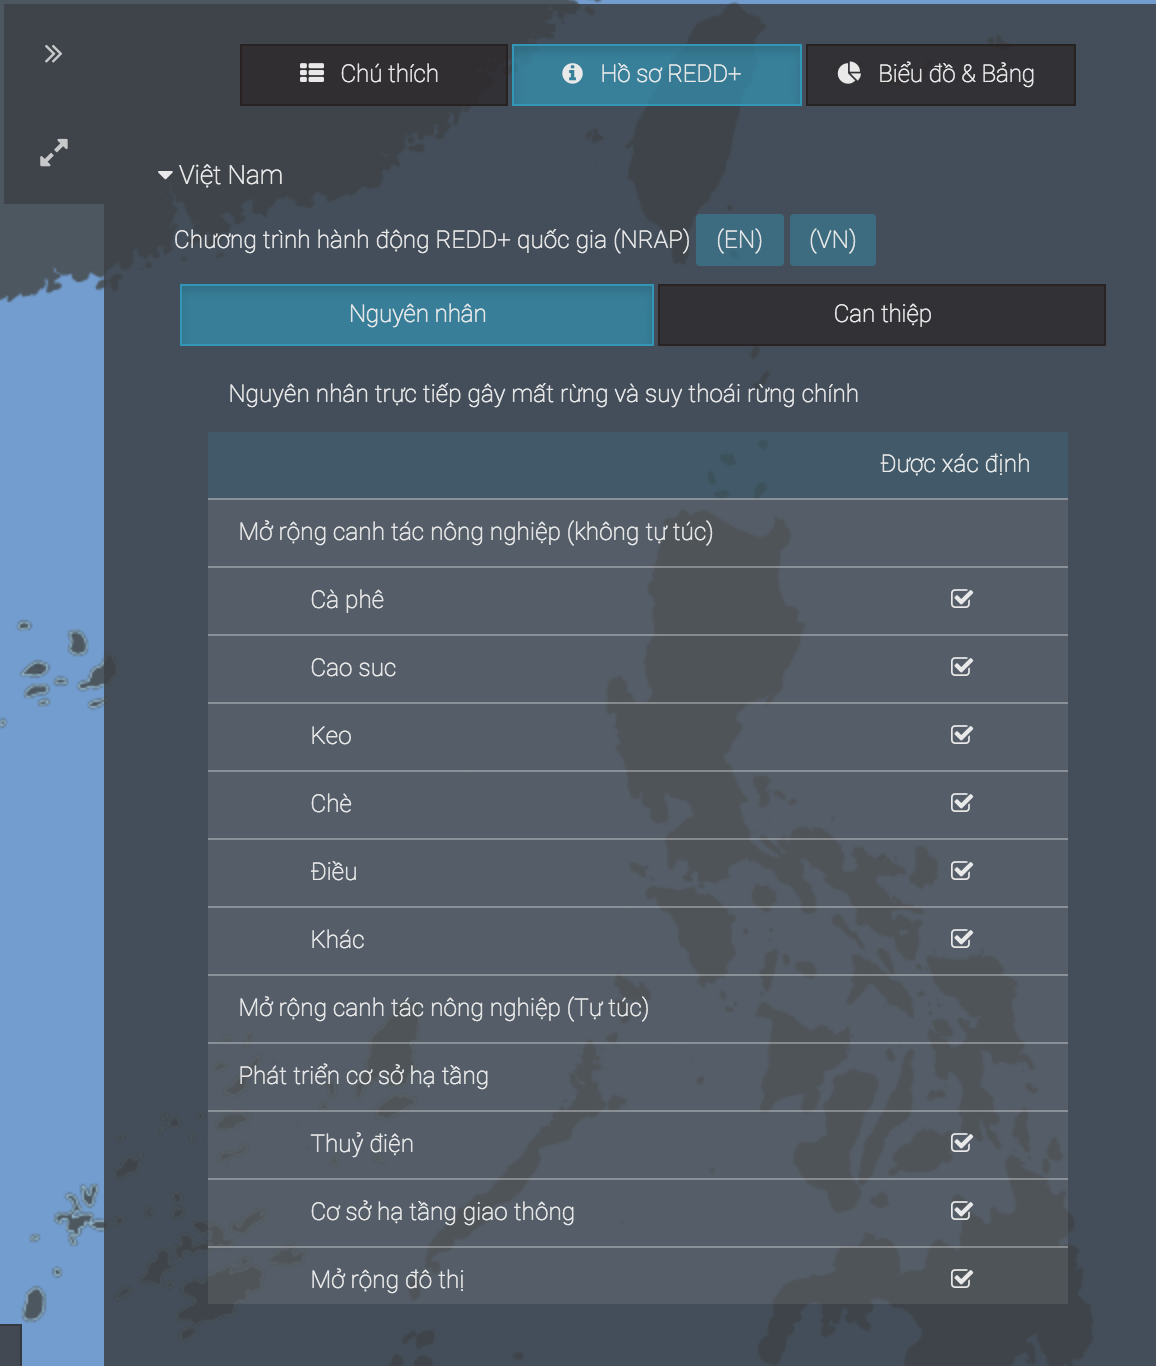 Chú thích
Hồ sơ REDD+
Biểu đồ & Bảng
Việt Nam
Chương trình hành động REDD+ quốc gia (NRAP) (EN) (VN)
Nguyên nhân
Can thiệp
Nguyên nhân trực tiếp gây mất rừng và suy thoái rừng chính
Được xác định
Mở rộng canh tác nông nghiệp (không tự túc)
Cà phê
Cao suc
Keo
Chè
Điều
Khác
Mở rộng canh tác nông nghiệp (Tự túc)
Phát triển cơ sở hạ tầng
Thuỷ điện
Cơ sở hạ tầng giao thông
Mở rộng đô thị